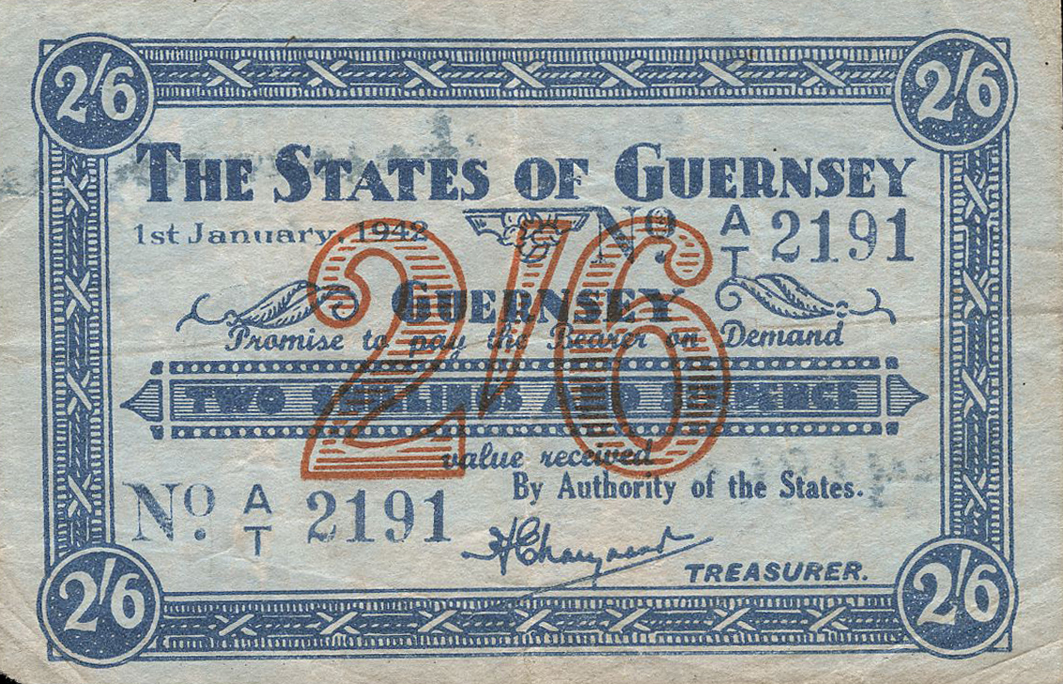 2/6 2/6
THE STATES OF GUERNSEY
1st January, 1942 No A/T 2191
2/6
GUERNSEY
Promise to pay the Bearer on Demand
TWO SHILLINGS AND SIXPENCE
value received
By Authority of the States.
No. A/T 2191
TREASURER.
2/6 2/6